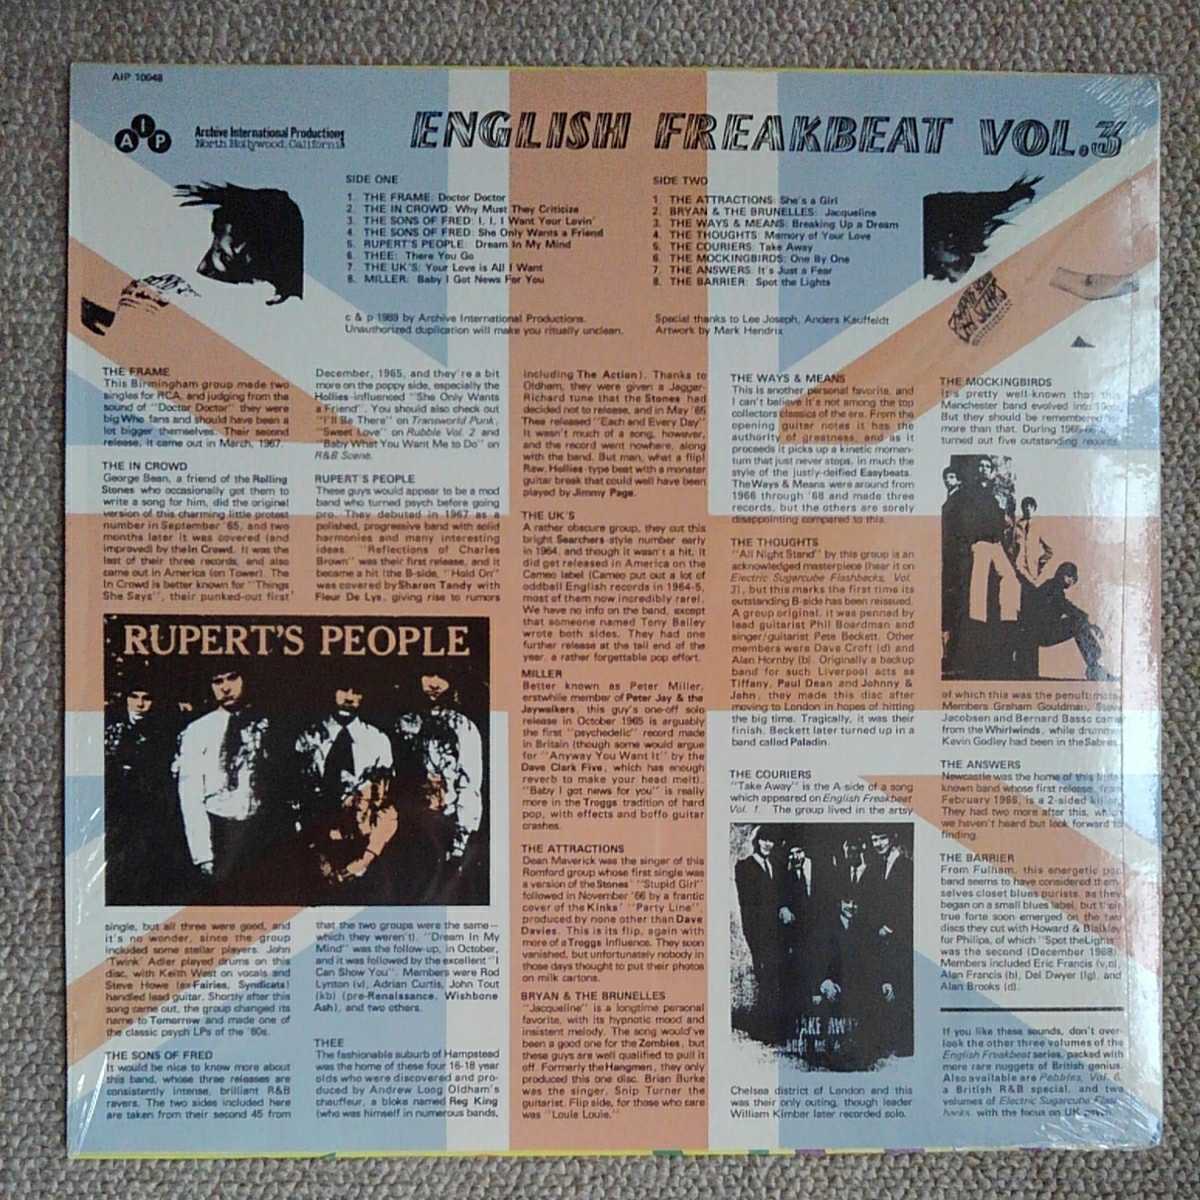 AIP 10048
A I P
Archive International Productions
North Hollywood, California
ENGLISH FREAKBEAT VOL.3
SIDE ONE
1. THE FRAME: Doctor Doctor
2. THE IN CROWD: Why Must They Criticize
3. THE SONS OF FRED: I, I, I Want Your Lovin'
4. THE SONS OF FRED: She Only Wants a Friend
5. RUPERT'S PEOPLE: Dream In My Mind
6. THEE: There You Go
7. THE UK'S: Your Love is All I Want
8. MILLER: Baby I Got News For You
c & p 1989 by Archive International Productions.
Unauthorized duplication will make you ritually unclean.
SIDE TWO
1. THE ATTRACTIONS: She's a Girl
2. BRYAN & THE BRUNELLES: Jacqueline
3. THE WAYS & MEANS: Breaking Up a Dream
4. THE THOUGHTS: Memory of Your Love
5. THE COURIERS: Take Away
6. THE MOCKINGBIRDS: One By One
7. THE ANSWERS: It's Just a Fear
8. THE BARRIER: Spot the Lights
Special thanks to Lee Joseph, Anders Kauffeldt
Artwork by Mark Hendrix
THE FRAME
This Birmingham group made two
singles for RCA, and judging from the
sound of "Doctor Doctor" they were
big Who fans and should have been a
lot bigger themselves. Their second
release, it came out in March, 1967.
THE IN CROWD
George Bean, a friend of the Rolling
Stones who occasionally got them to
write a song for him, did the original
version of this charming little protest
number in September '65, and two
months later it was covered (and
improved) by the In Crowd. It was the
last of their three records, and also
came out in America (on Tower). The
In Crowd is better known for "Things
She Says", their punked-out first
RUPERT'S PEOPLE
single, but all three were good, and
it's no wonder, since the group
included some stellar players. John
'Twink' Adler played drums on this
disc, with Keith West on vocals and
Steve Howe (ex-Fairies, Syndicats)
handled lead guitar. Shortly after this
song came out, the group changed its
name to Tomorrow and made one of
the classic psych LPs of the '60s.
THE SONS OF FRED
It would be nice to know more about
this band, whose three releases are
consistently intense, brilliant R&B
ravers. The two sides included here
are taken from their second 45 from
December, 1965, and they're a bit
more on the poppy side, especially the
Hollies-influenced "She Only Wants
a Friend". You should also check out
"I'll Be There" on Transworld Punk,
"Sweet Love" on Rubble Vol. 2 and
"Baby What You Want Me to Do" on
R&B Scene.
RUPERT'S PEOPLE
These guys would appear to be a mod
band who turned psych before going
pro. They debuted in 1967 as a
polished, progressive band with solid
harmonies and many interesting
ideas. "Reflections of Charles
Brown" was their first release, and it
became a hit (the B-side, "Hold On"
was covered by Sharon Tandy with
Fleur De Lys, giving rise to rumors
that the two groups were the same—
which they weren't). "Dream In My
Mind" was the follow-up, in October,
and it was followed by the excellent "I
Can Show You". Members were Rod
Lynton (v), Adrian Curtis, John Tout
(kb) (pre-Renaissance, Wishbone
Ash), and two others.
THEE
The fashionable suburb of Hampstead
was the home of these four 16-18 year
olds who were discovered and pro-
duced by Andrew Loog Oldham's
chauffeur, a bloke named Reg King
(who was himself in numerous bands,
including The Action). Thanks to
Oldham, they were given a Jagger-
Richard tune that the Stones had
decided not to release, and in May '65
Thee released "Each and Every Day"
It wasn't much of a song, however,
and the record went nowhere, along
with the band. But man, what a flip!
Raw, Hollies-type beat with a monster
guitar break that could well have been
played by Jimmy Page.
THE UK'S
A rather obscure group, they cut this
bright Searchers-style number early
in 1964, and though it wasn't a hit, it
did get released in America on the
Cameo label (Cameo put out a lot of
oddball English records in 1964-5,
most of them now incredibly rare).
We have no info on the band, except
that someone named Tony Bailey
wrote both sides. They had one
further release at the tail end of the
year, a rather forgettable pop effort.
MILLER
Better known as Peter Miller,
erstwhile member of Peter Jay & the
Jaywalkers, this guy's one-off solo
release in October 1965 is arguably
the first "psychedelic" record made
in Britain (though some would argue
for "Anyway You Want It" by the
Dave Clark Five, which has enough
reverb to make your head melt).
"Baby I got news for you" is really
more in the Troggs tradition of hard
pop, with effects and boffo guitar
crashes.
THE ATTRACTIONS
Dean Maverick was the singer of this
Romford group whose first single was
a version of the Stones' "Stupid Girl"
followed in November '66 by a frantic
cover of the Kinks' "Party Line",
produced by none other than Dave
Davies. This is its flip, again with
more of a Troggs influence. They soon
vanished, but unfortunately nobody in
those days thought to put their photos
on milk cartons.
BRYAN & THE BRUNELLES
"Jacqueline" is a longtime personal
favorite, with its hypnotic mood and
insistent melody. The song would've
been a good one for the Zombies, but
these guys are well qualified to pull it
off. Formerly the Hangmen, they only
produced this one disc. Brian Burke
was the singer, Snip Turner the
guitarist. Flip side, for those who care
was "Louie Louie."
THE WAYS & MEANS
This is another personal favorite, and
I can't believe it's not among the top
collectors classics of the era. From the
opening guitar notes it has the
authority of greatness, and as it
proceeds it picks up a kinetic momen-
tum that just never stops. In much the
style of the justly-deified Easybeats.
The Ways & Means were around from
1966 through '68 and made three
records, but the others are sorely
disappointing compared to this.
THE THOUGHTS
"All Night Stand" by this group is an
acknowledged masterpiece (hear it on
Electric Sugarcube Flashbacks, Vol.
3), but this marks the first time its
outstanding B-side has been reissued.
A group original, it was penned by
lead guitarist Phil Boardman and
singer/guitarist Pete Beckett. Other
members were Dave Croft (d) and
Alan Hornby (b). Originally a backup
band for such Liverpool acts as
Tiffany, Paul Dean and Johnny &
John, they made this disc after
moving to London in hopes of hitting
the big time. Tragically, it was their
finish. Beckett later turned up in a
band called Paladin.
THE COURIERS
"Take Away" is the A-side of a song
which appeared on English Freakbeat
Vol. 1. The group lived in the artsy
TAKE AWAY
Chelsea district of London and this
was their only outing, though leader
William Kimber later recorded solo.
THE MOCKINGBIRDS
It's pretty well-known that this
Manchester band evolved into 10cc
But they should be remembered
more than that. During 1965-66
turned out five outstanding records
of which this was the penultimate
Members Graham Gouldman, Steve
Jacobsen and Bernard Basso came
from the Whirlwinds, while drummer
Kevin Godley had been in the Sabres.
THE ANSWERS
Newcastle was the home of this little
known band whose first release, from
February 1966, is a 2-sided killer.
They had two more after this, which
we haven't heard but look forward to
finding.
THE BARRIER
From Fulham, this energetic pop
band seems to have considered them-
selves closet blues purists, as they
began on a small blues label, but their
true forte soon emerged on the two
discs they cut with Howard & Blaikley
for Philips, of which "Spot the Lights"
was the second (December 1968).
Members included Eric Francis (v,p),
Alan Francis (b), Del Dwyer (lg), and
Alan Brooks (d).
If you like these sounds, don't over-
look the other three volumes of the
English Freakbeat series, packed with
more rare nuggets of British genius.
Also available are Pebbles, Vol. 6,
a British R&B special, and two
volumes of Electric Sugarcube Flash-
backs, with the focus on UK psych.